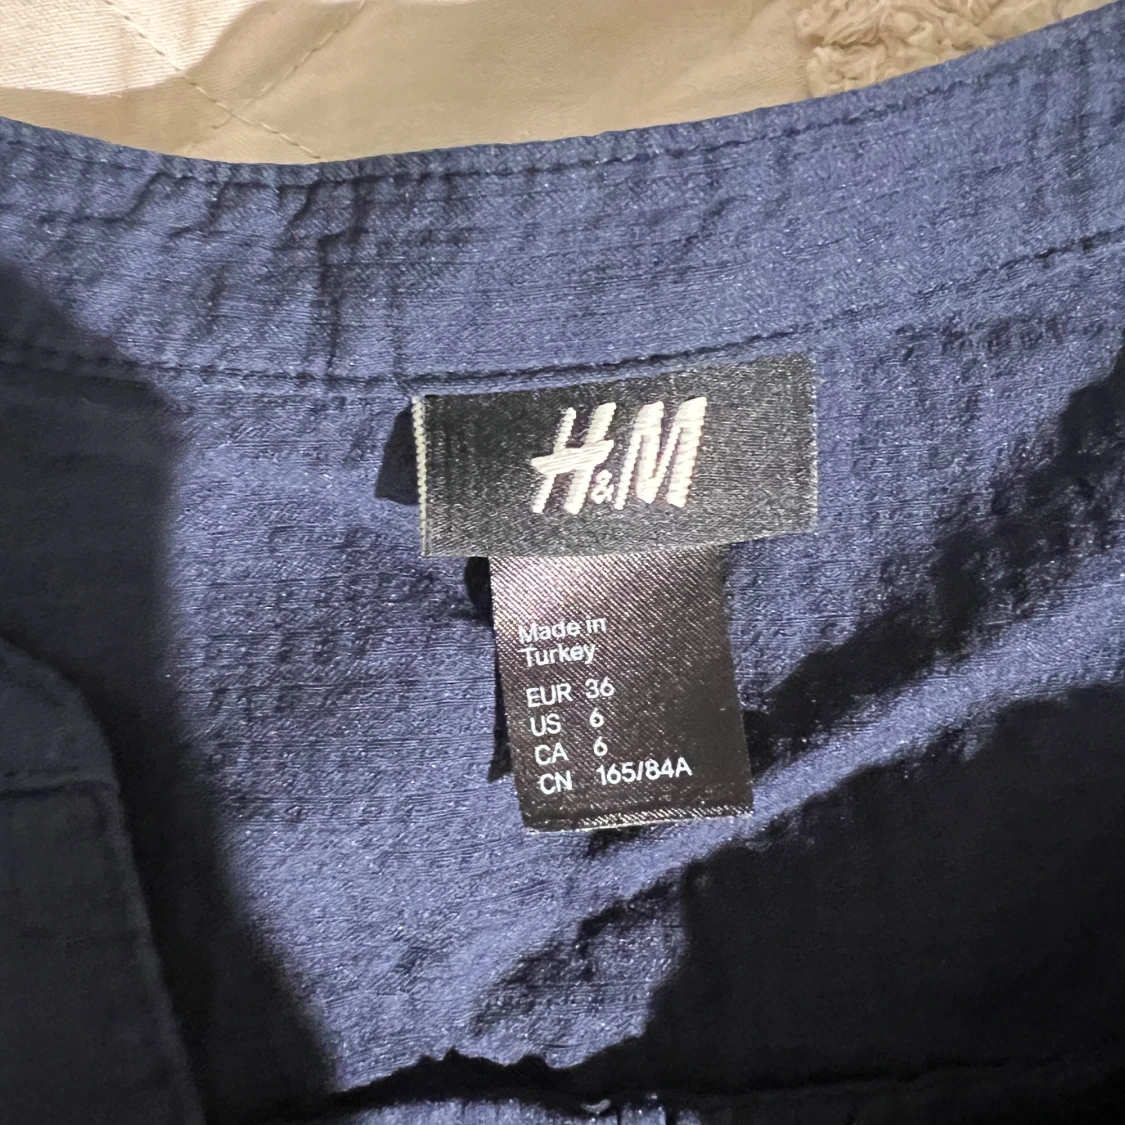 H&M
Made in
Turkey
EUR 36
US 6
CA 6
CN 165/84A